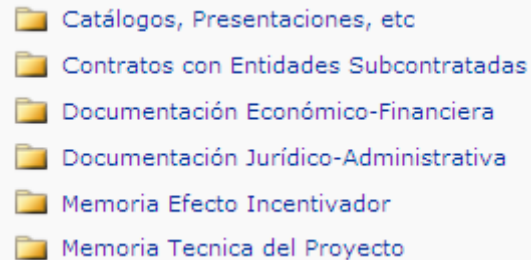 Catálogos, Presentaciones, etc
Contratos con Entidades Subcontratadas
Documentación Económico-Financiera
Documentación Jurídico-Administrativa
Memoria Efecto Incentivador
Memoria Tecnica del Proyecto